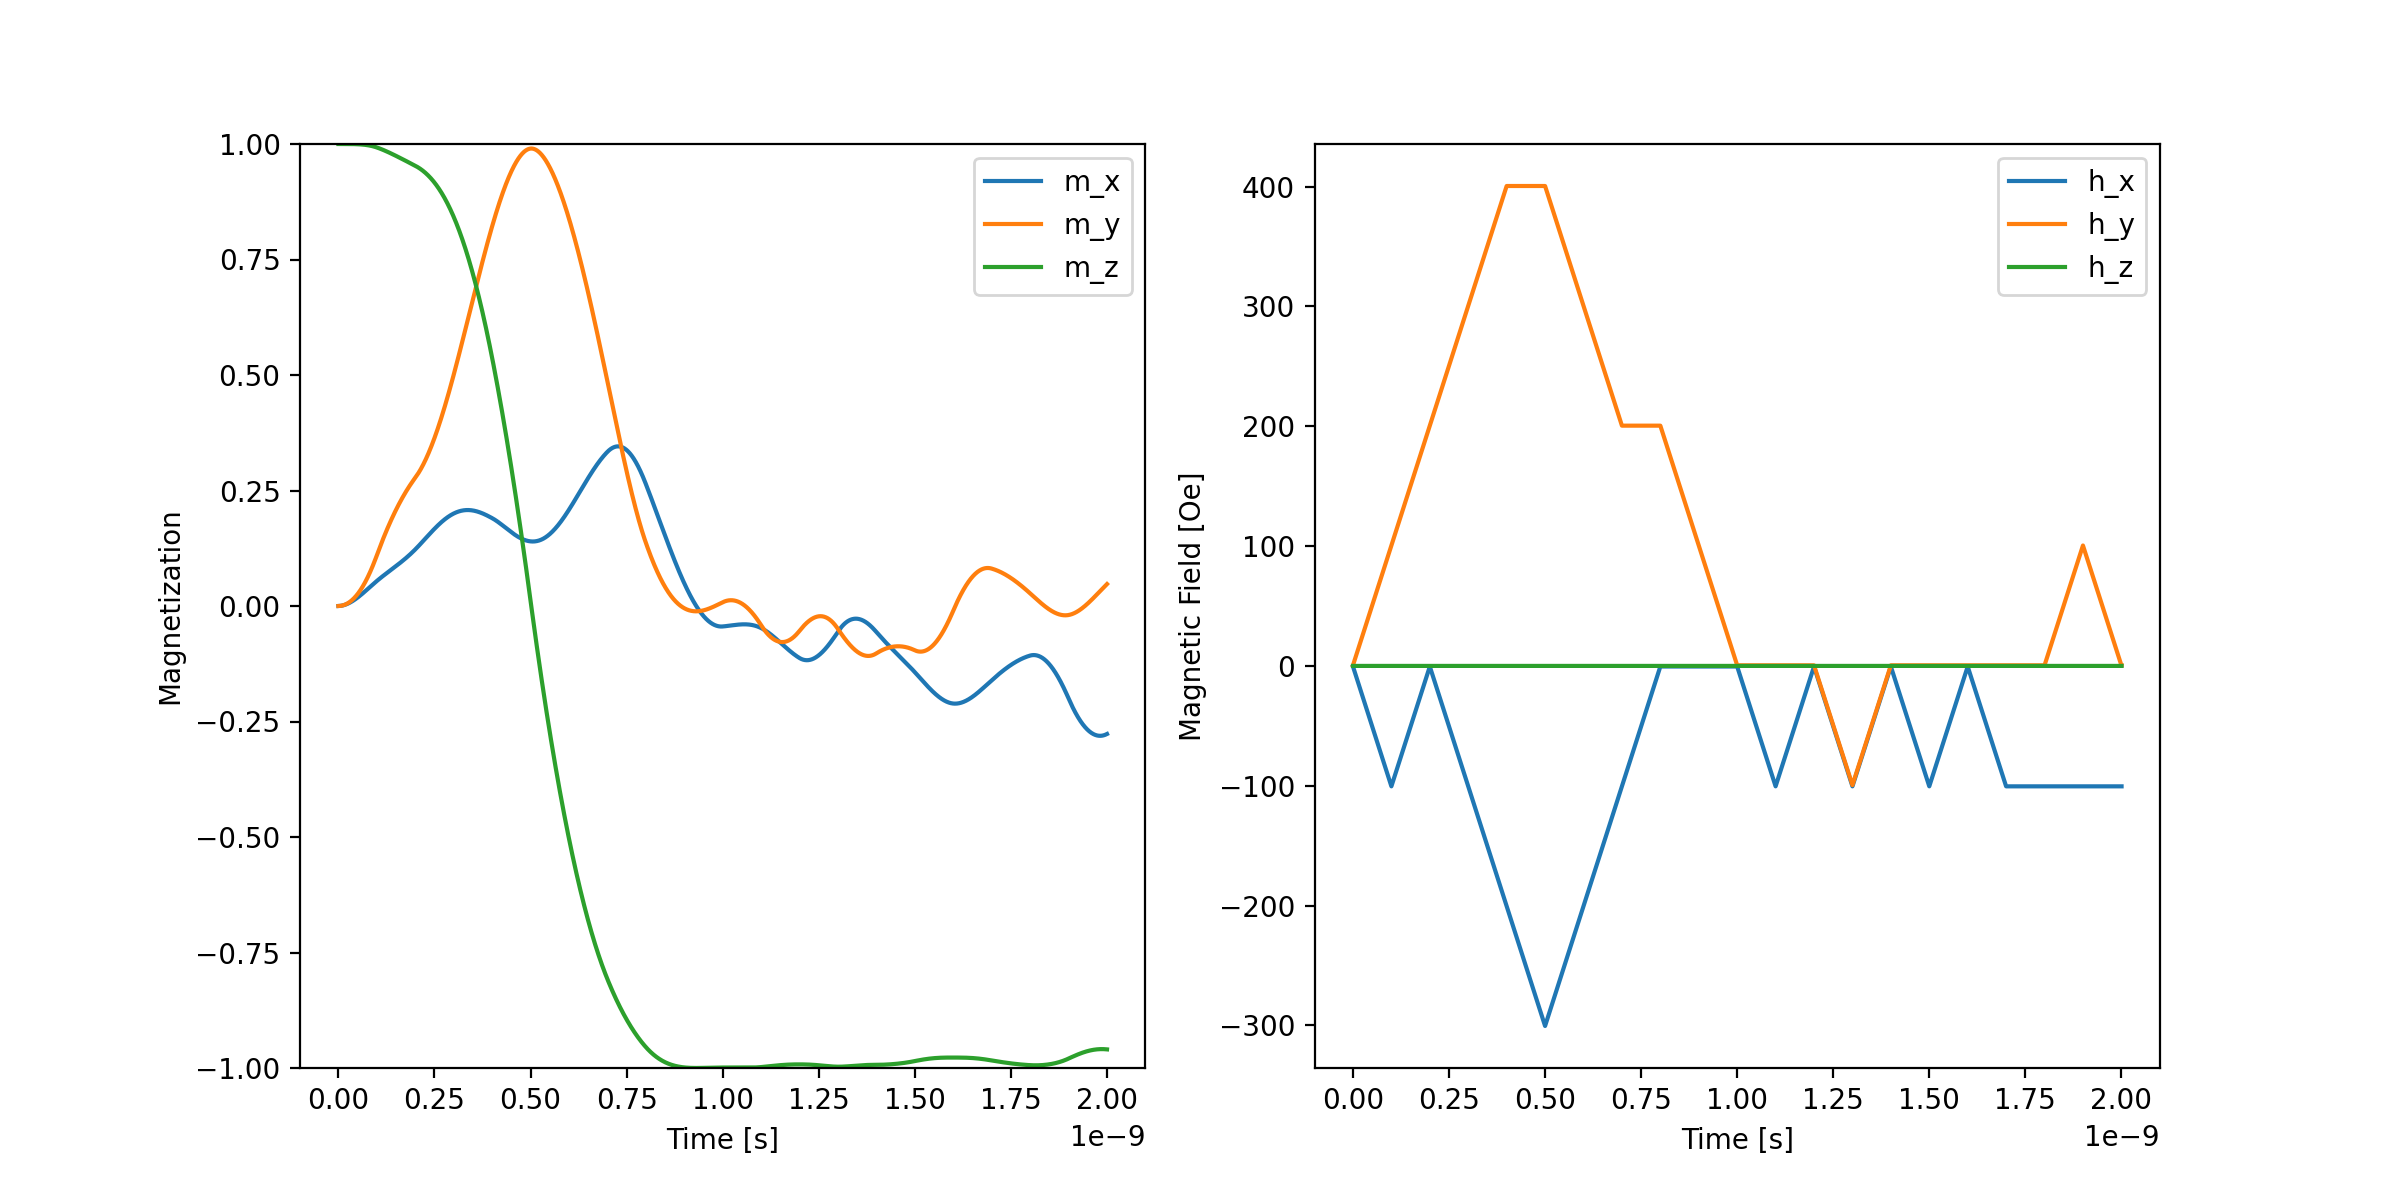 1.00
0.75
0.50
0.25
0.00
−0.25
−0.50
−0.75
−1.00
Magnetization
m_x
m_y
m_z
0.00 0.25 0.50 0.75 1.00 1.25 1.50 1.75 2.00
Time [s]
1e−9
400
300
200
100
0
−100
−200
−300
Magnetic Field [Oe]
h_x
h_y
h_z
0.00 0.25 0.50 0.75 1.00 1.25 1.50 1.75 2.00
Time [s]
1e−9